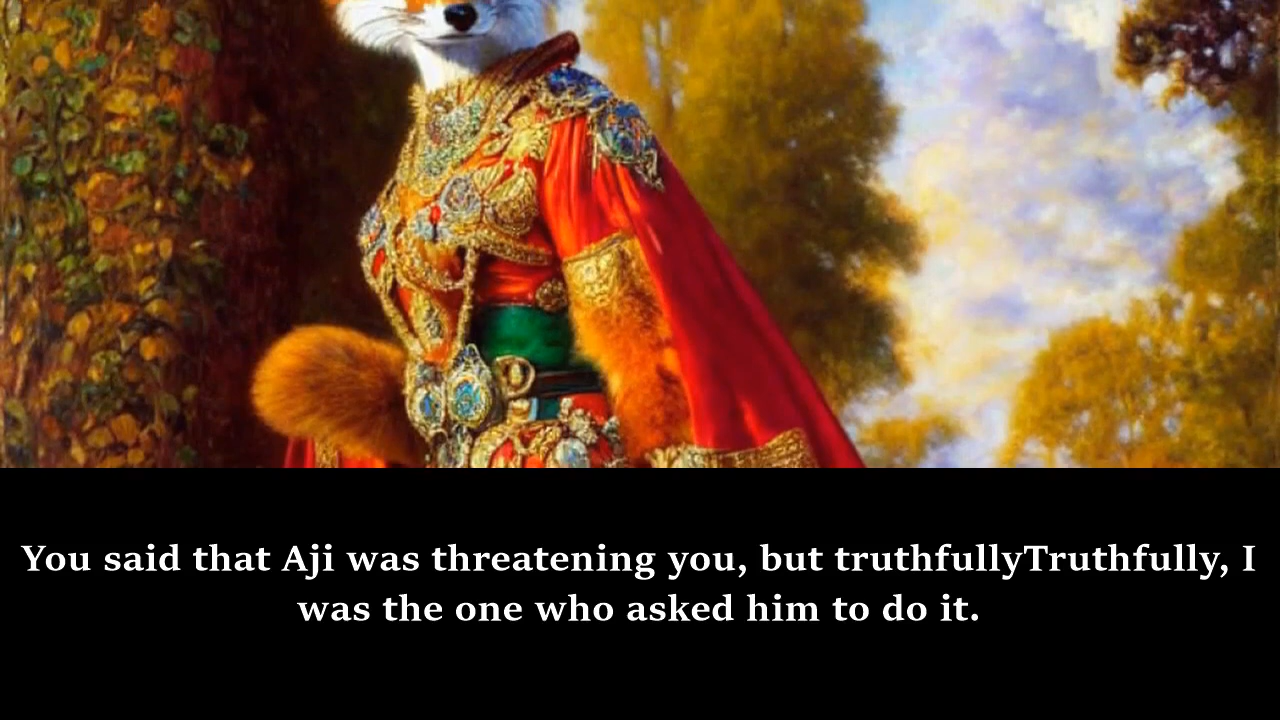 You said that Aji was threatening you, but truthfullyTruthfully, I
was the one who asked him to do it.